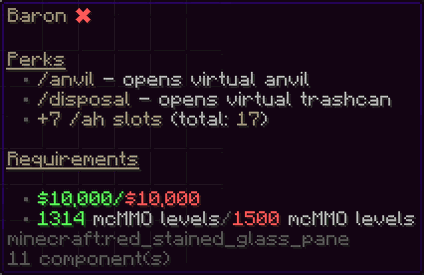 Baron ✖
Perks
• /anvil – opens virtual anvil
• /disposal – opens virtual trashcan
• +7 /ah slots (total: 17)
Requirements
• $10,000/$10,000
• 1314 mcMMO levels/1500 mcMMO levels
minecraft:red_stained_glass_pane
11 component(s)